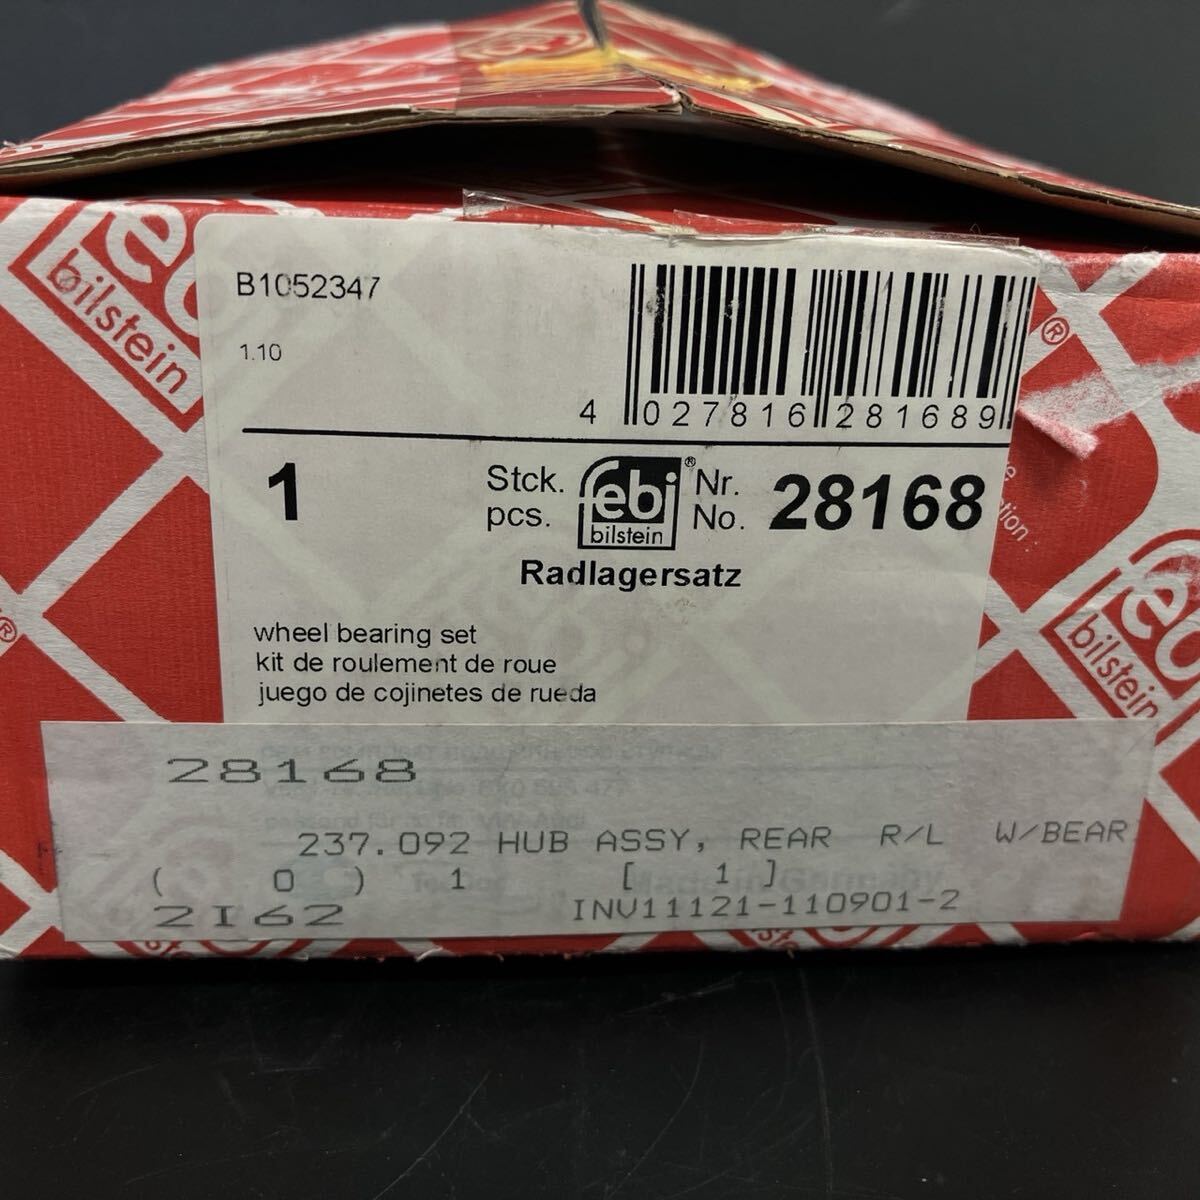 B1052347
1.10
4 027816 281689
1 Stck. pcs. febi bilstein ® Nr. No. 28168
Radlagersatz
wheel bearing set
kit de roulement de roue
juego de cojinetes de rueda
28168
237.092 HUB ASSY, REAR R/L W/BEAR
( 0 ) 1 [ 1 ]
2I62 INV11121-110901-2
febi bilstein
febi bilstein
®
®